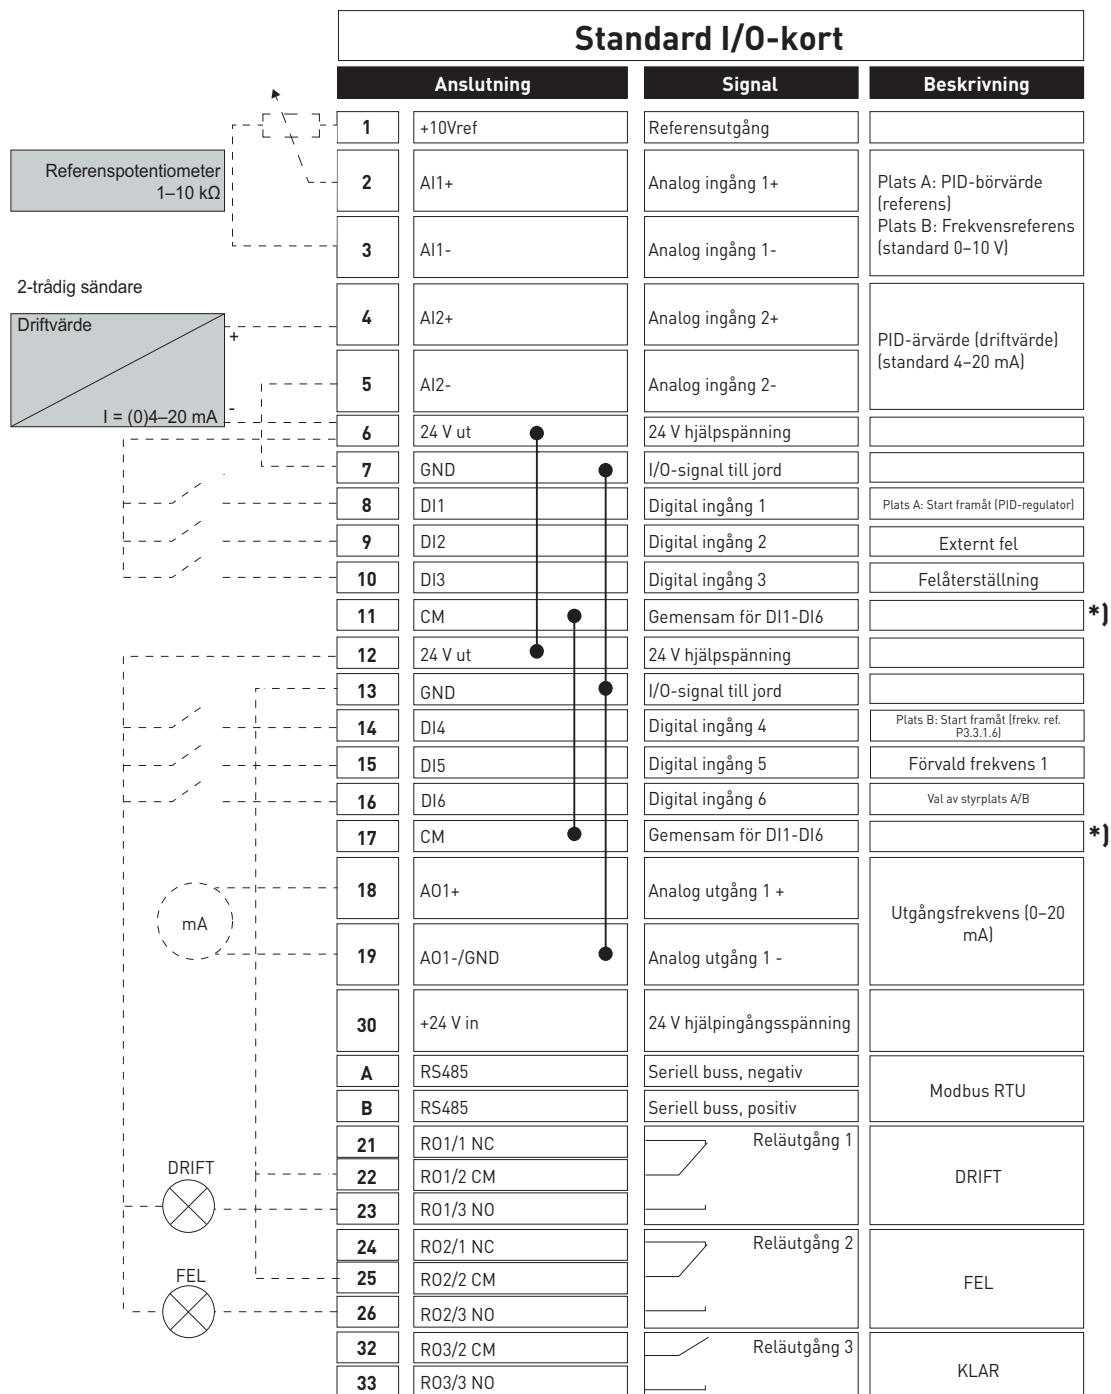 Standard I/O-kort
Anslutning Signal Beskrivning
1 +10Vref Referensutgång
Referenspotentiometer
1–10 kΩ
2 AI1+ Analog ingång 1+
Plats A: PID-börvärde
(referens)
Plats B: Frekvensreferens
(standard 0–10 V)
3 AI1- Analog ingång 1-
2-trådig sändare
Driftvärde
+
-
I = (0)4–20 mA
4 AI2+ Analog ingång 2+
PID-ärvärde (driftvärde)
(standard 4–20 mA)
5 AI2- Analog ingång 2-
6 24 V ut 24 V hjälpspänning
7 GND I/O-signal till jord
8 DI1 Digital ingång 1 Plats A: Start framåt (PID-regulator)
9 DI2 Digital ingång 2 Externt fel
10 DI3 Digital ingång 3 Felåterställning
11 CM Gemensam för DI1-DI6 *)
12 24 V ut 24 V hjälpspänning
13 GND I/O-signal till jord
14 DI4 Digital ingång 4 Plats B: Start framåt (frekv. ref.
P3.3.1.6)
15 DI5 Digital ingång 5 Förvald frekvens 1
16 DI6 Digital ingång 6 Val av styrplats A/B
17 CM Gemensam för DI1-DI6 *)
18 AO1+ Analog utgång 1 +
mA
Utgångsfrekvens (0–20
mA)
19 AO1-/GND Analog utgång 1 -
30 +24 V in 24 V hjälpingångsspänning
A RS485 Seriell buss, negativ
Modbus RTU
B RS485 Seriell buss, positiv
21 RO1/1 NC Reläutgång 1
DRIFT
22 RO1/2 CM DRIFT
23 RO1/3 NO
24 RO2/1 NC Reläutgång 2
FEL
25 RO2/2 CM FEL
26 RO2/3 NO
32 RO3/2 CM Reläutgång 3
KLAR
33 RO3/3 NO